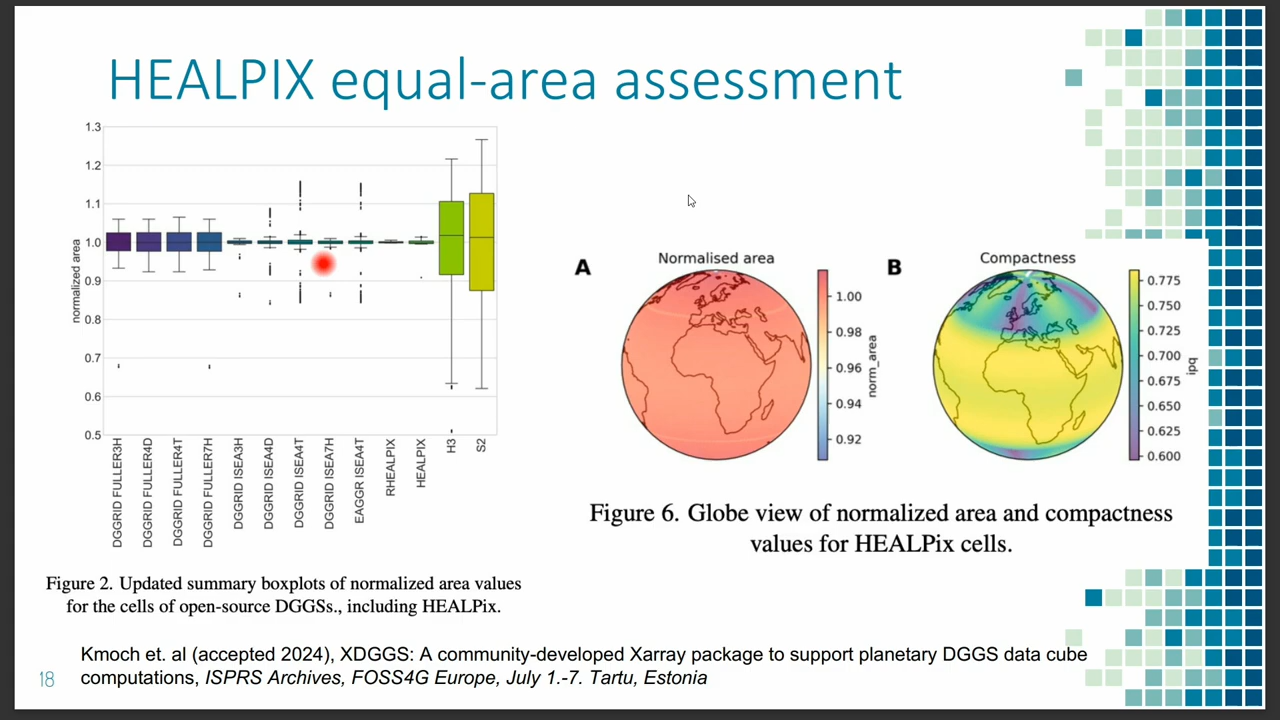 HEALPIX equal-area assessment
1.3
1.2
1.1
1.0
0.9
0.8
0.7
0.6
0.5
normalized area
DGGRID FULLER3H
DGGRID FULLER4D
DGGRID FULLER4T
DGGRID FULLER7H
DGGRID ISEA3H
DGGRID ISEA4D
DGGRID ISEA4T
DGGRID ISEA7H
EAGGR ISEA4T
RHEALPIX
HEALPIX
H3
S2
Figure 2. Updated summary boxplots of normalized area values
for the cells of open-source DGGSs., including HEALPix.
A
Normalised area
1.00
0.98
0.96
0.94
0.92
norm_area
B
Compactness
0.775
0.750
0.725
0.700
0.675
0.650
0.625
0.600
ipq
Figure 6. Globe view of normalized area and compactness
values for HEALPix cells.
Kmoch et. al (accepted 2024), XDGGS: A community-developed Xarray package to support planetary DGGS data cube
computations, ISPRS Archives, FOSS4G Europe, July 1.-7. Tartu, Estonia
18